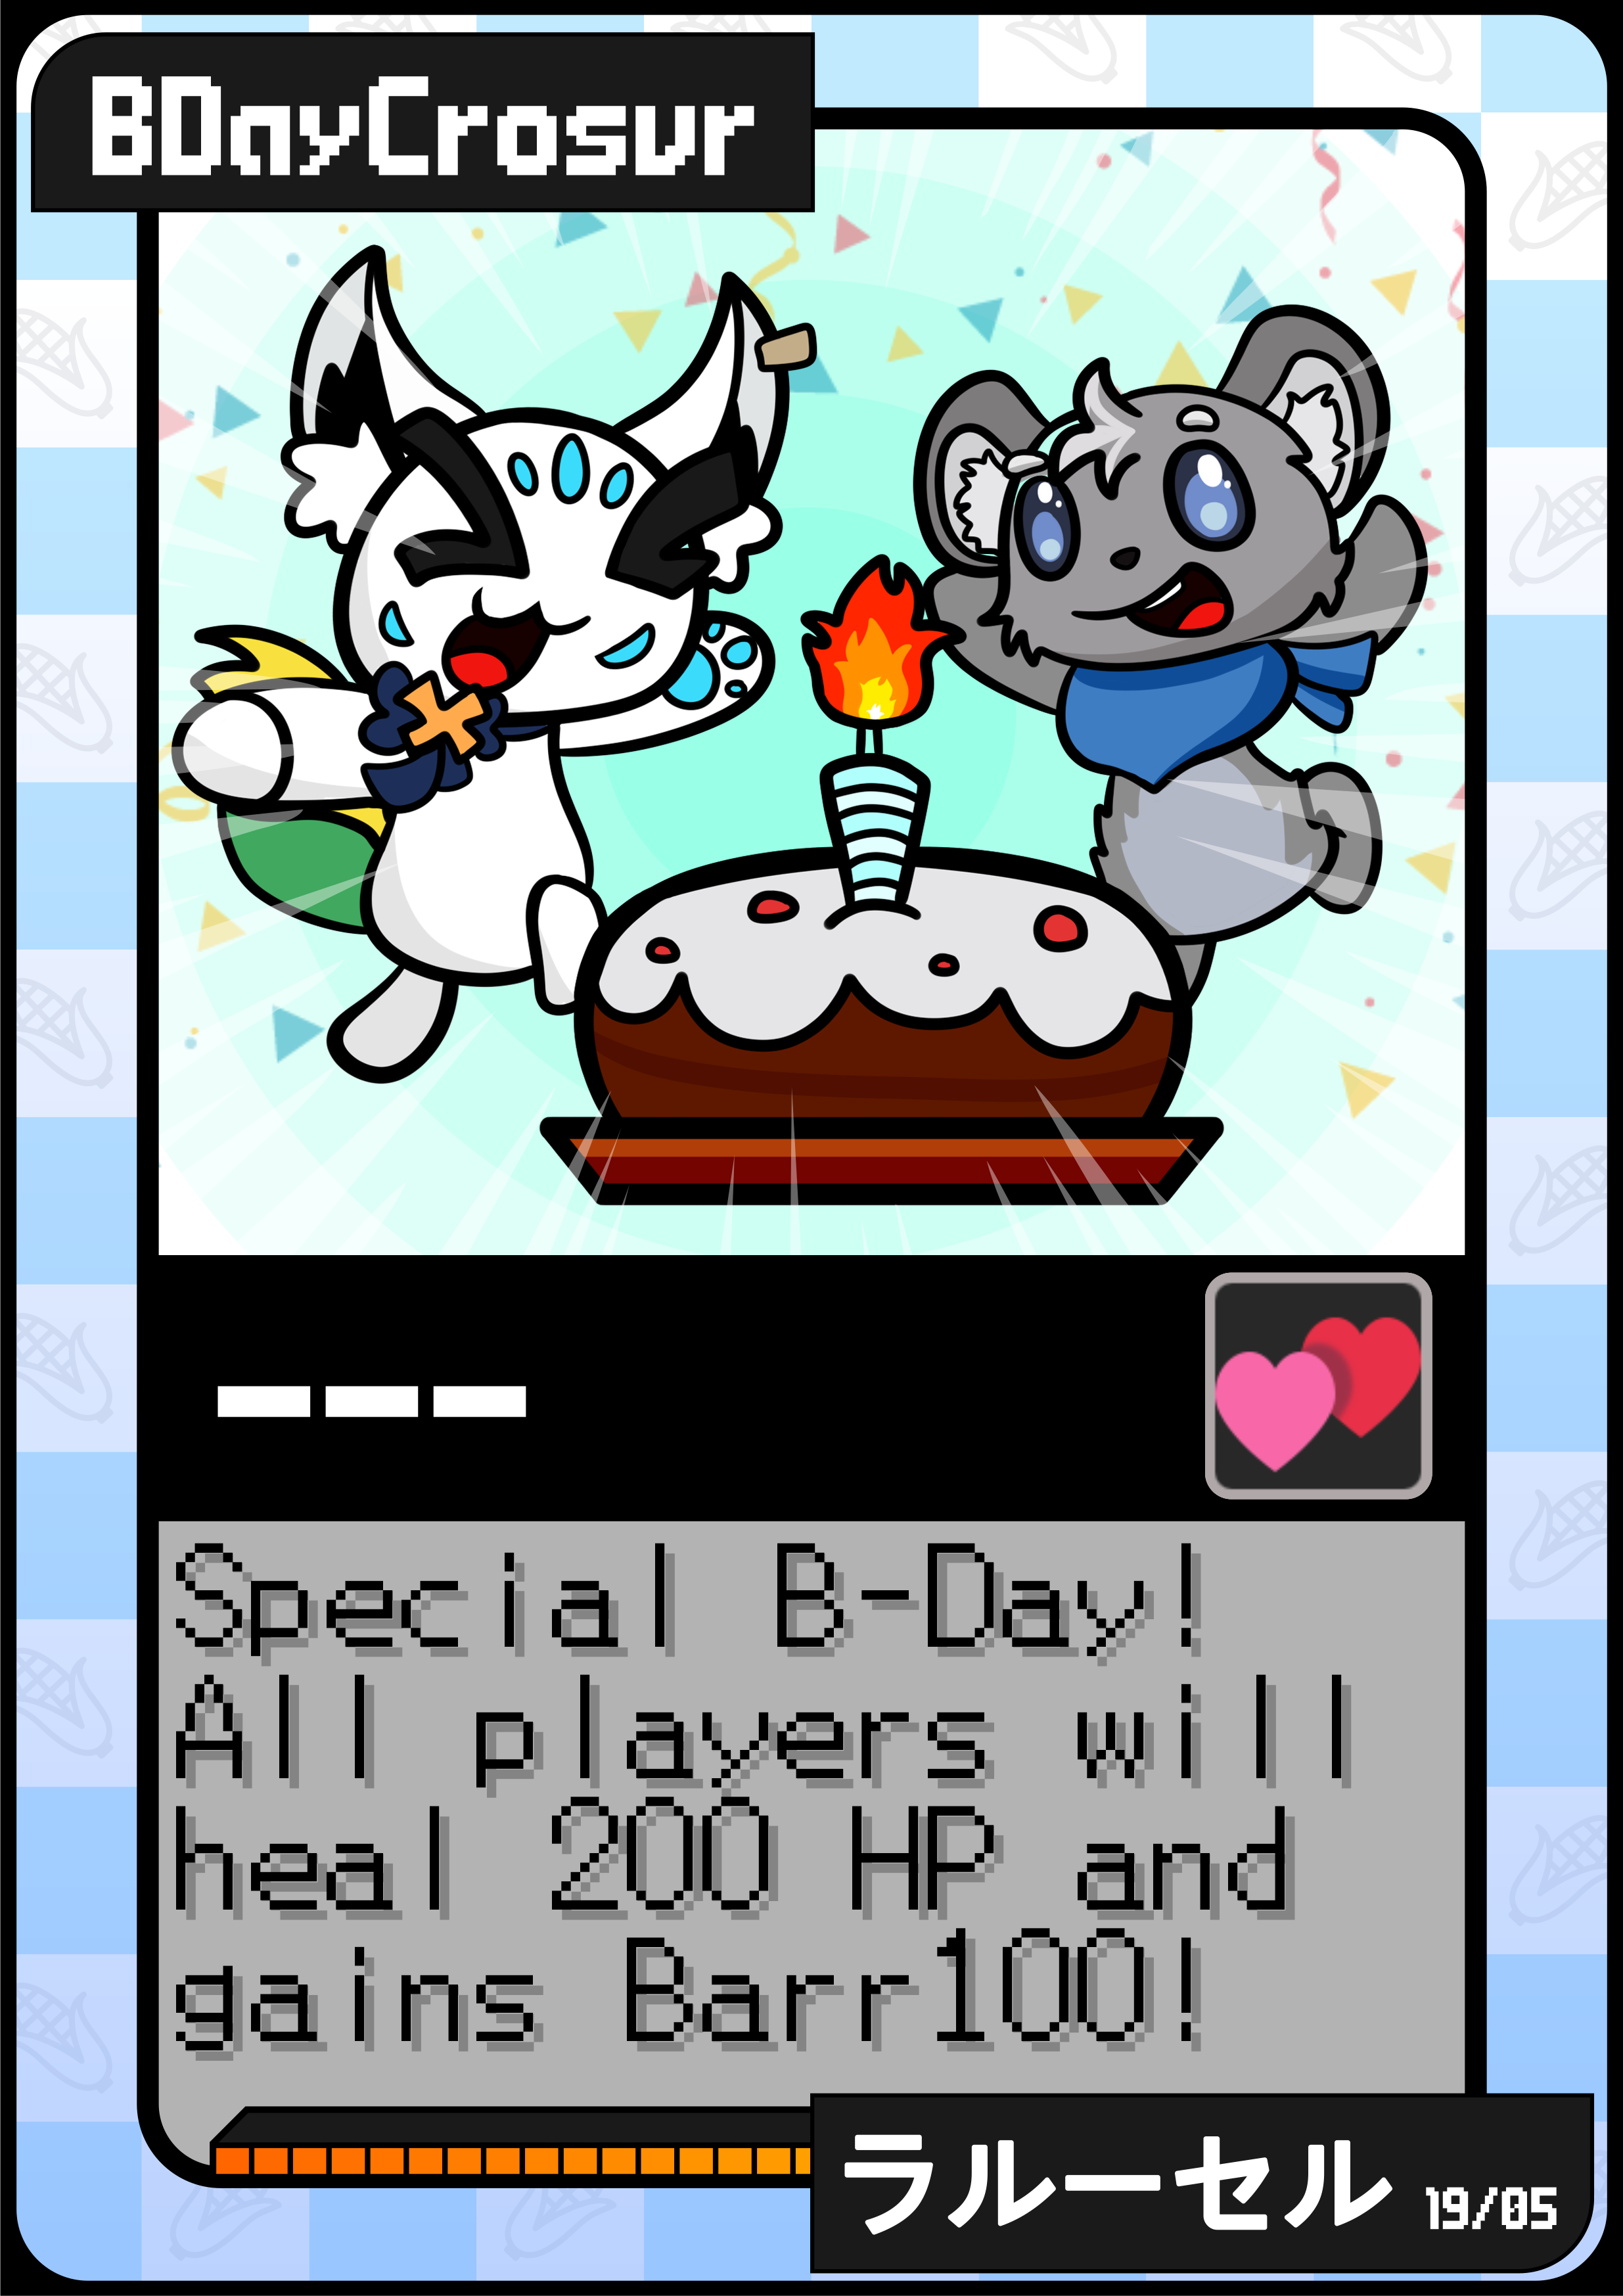 BDayCrosur
---
Special B-Day!
All players will
heal 200 HP and
gains Barr100!
ラルーセル 19/05